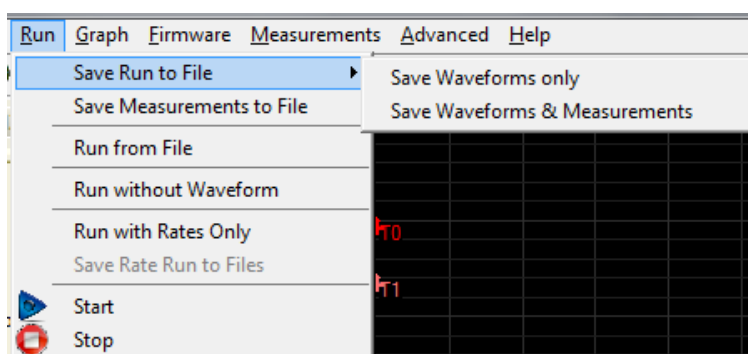 Run Graph Firmware Measurements Advanced Help
Save Run to File
Save Waveforms only
Save Measurements to File
Save Waveforms & Measurements
Run from File
Run without Waveform
Run with Rates Only
T0
Save Rate Run to Files
T1
Start
Stop